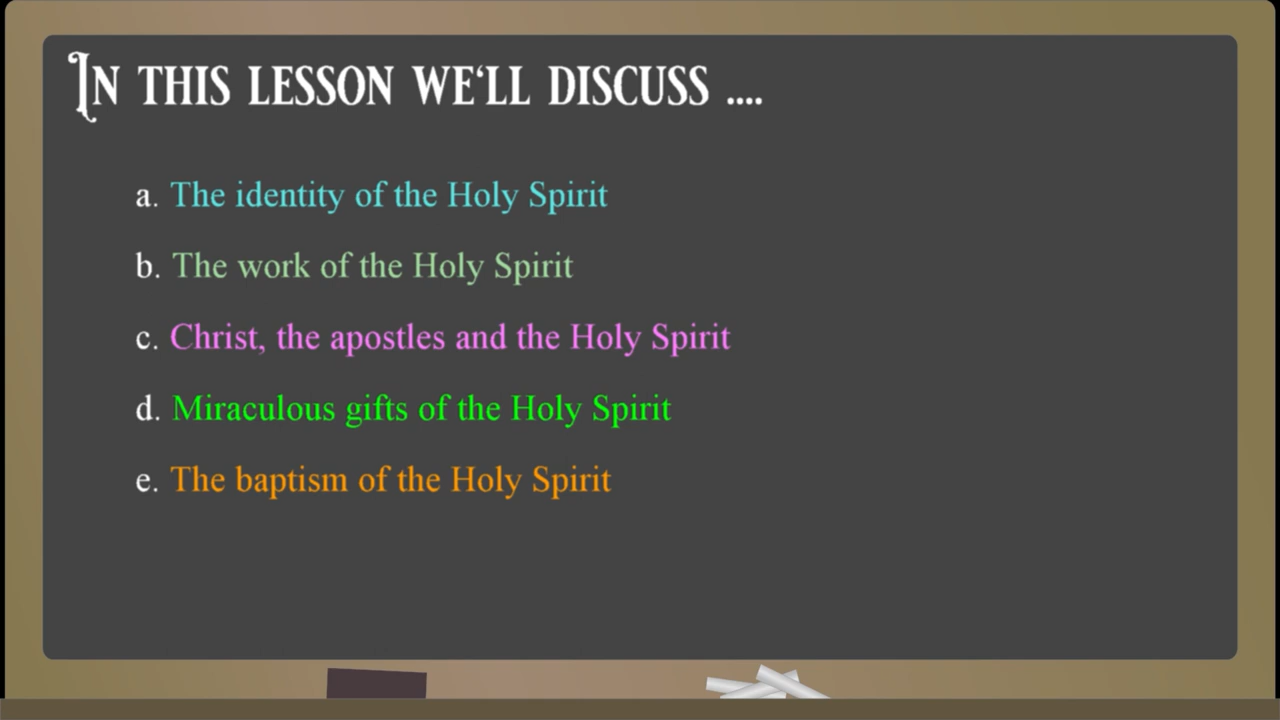 In this lesson we'll discuss ....
a. The identity of the Holy Spirit
b. The work of the Holy Spirit
c. Christ, the apostles and the Holy Spirit
d. Miraculous gifts of the Holy Spirit
e. The baptism of the Holy Spirit